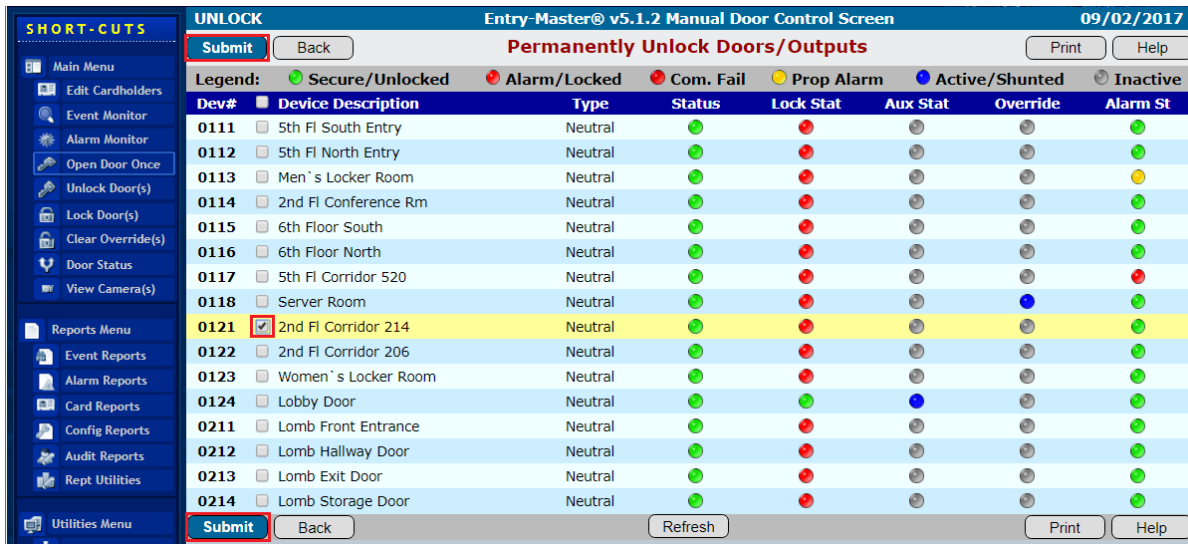 SHORT-CUTS
Main Menu
Edit Cardholders
Event Monitor
Alarm Monitor
Open Door Once
Unlock Door(s)
Lock Door(s)
Clear Override(s)
Door Status
View Camera(s)
Reports Menu
Event Reports
Alarm Reports
Card Reports
Config Reports
Audit Reports
Rept Utilities
Utilities Menu
UNLOCK Entry-Master® v5.1.2 Manual Door Control Screen 09/02/2017
Submit Back Permanently Unlock Doors/Outputs Print Help
Legend: Secure/Unlocked Alarm/Locked Com. Fail Prop Alarm Active/Shunted Inactive
Dev# Device Description Type Status Lock Stat Aux Stat Override Alarm St
0111 5th Fl South Entry Neutral
0112 5th Fl North Entry Neutral
0113 Men`s Locker Room Neutral
0114 2nd Fl Conference Rm Neutral
0115 6th Floor South Neutral
0116 6th Floor North Neutral
0117 5th Fl Corridor 520 Neutral
0118 Server Room Neutral
0121 2nd Fl Corridor 214 Neutral
0122 2nd Fl Corridor 206 Neutral
0123 Women`s Locker Room Neutral
0124 Lobby Door Neutral
0211 Lomb Front Entrance Neutral
0212 Lomb Hallway Door Neutral
0213 Lomb Exit Door Neutral
0214 Lomb Storage Door Neutral
Submit Back Refresh Print Help